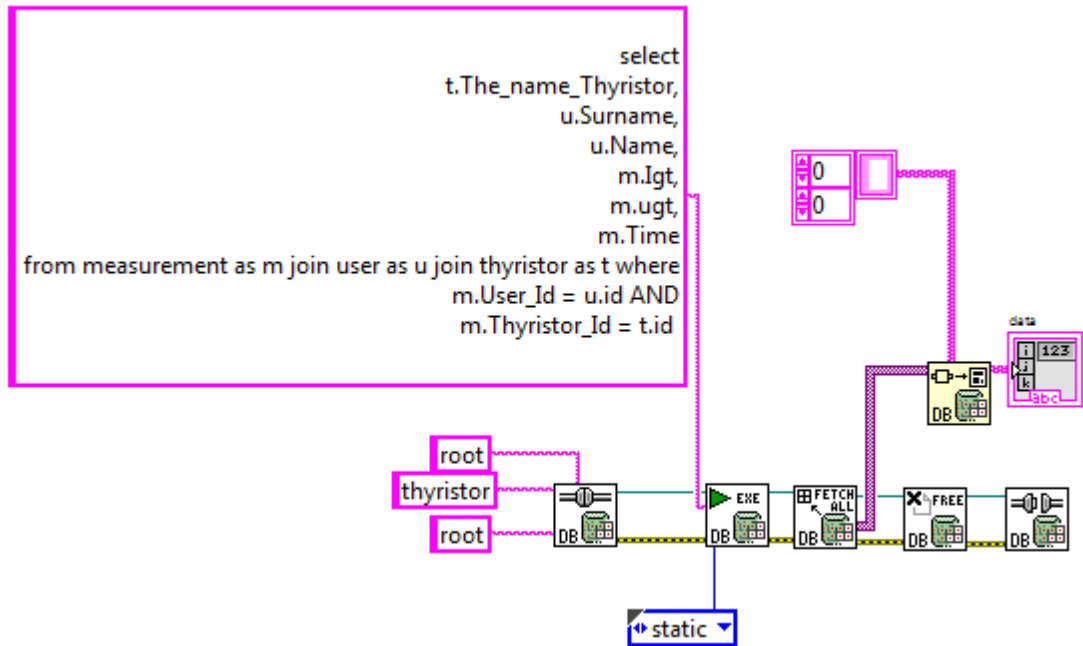 select
t.The_name_Thyristor,
u.Surname,
u.Name,
m.Igt,
m.ugt,
m.Time
from measurement as m join user as u join thyristor as t where
m.User_Id = u.id AND
m.Thyristor_Id = t.id
0
0
data
i 123
j
k
abc
DB
root
thyristor
root
DB
EXE
DB
FETCH
ALL
DB
FREE
DB
DB
static